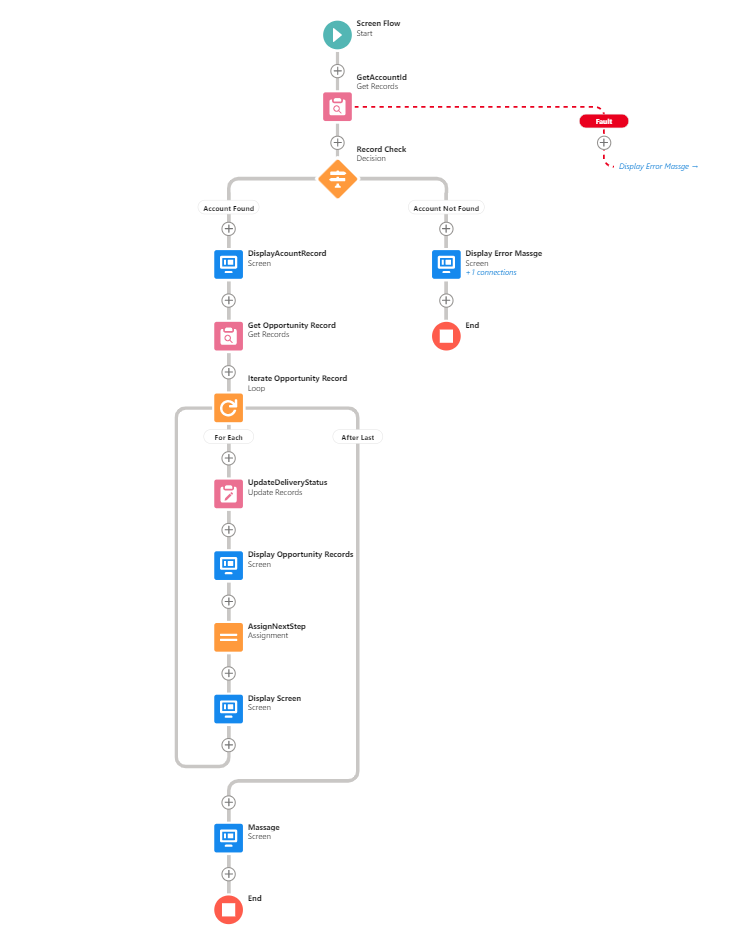 Screen Flow
Start
GetAccountId
Get Records
Fault
Record Check
Decision
Display Error Massge →
Account Found
Account Not Found
DisplayAcountRecord
Screen
Display Error Massge
Screen
+1 connections
Get Opportunity Record
Get Records
End
Iterate Opportunity Record
Loop
For Each
After Last
UpdateDeliveryStatus
Update Records
Display Opportunity Records
Screen
AssignNextStep
Assignment
Display Screen
Screen
Massage
Screen
End